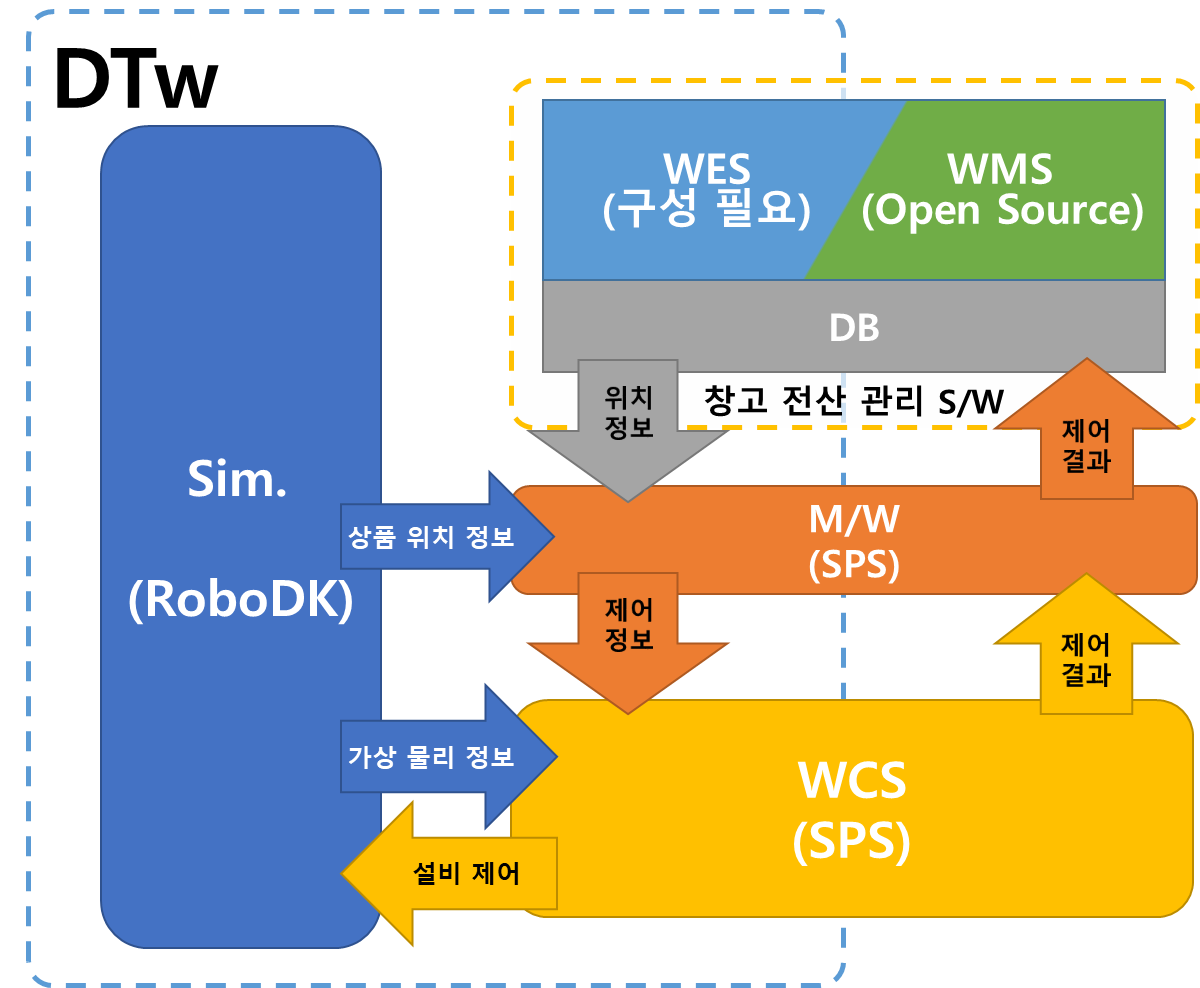 DTw
WES
(구성 필요)
WMS
(Open Source)
DB
위치
정보
창고 전산 관리 S/W
제어
결과
Sim.
(RoboDK)
상품 위치 정보
M/W
(SPS)
제어
정보
제어
결과
가상 물리 정보
WCS
(SPS)
설비 제어